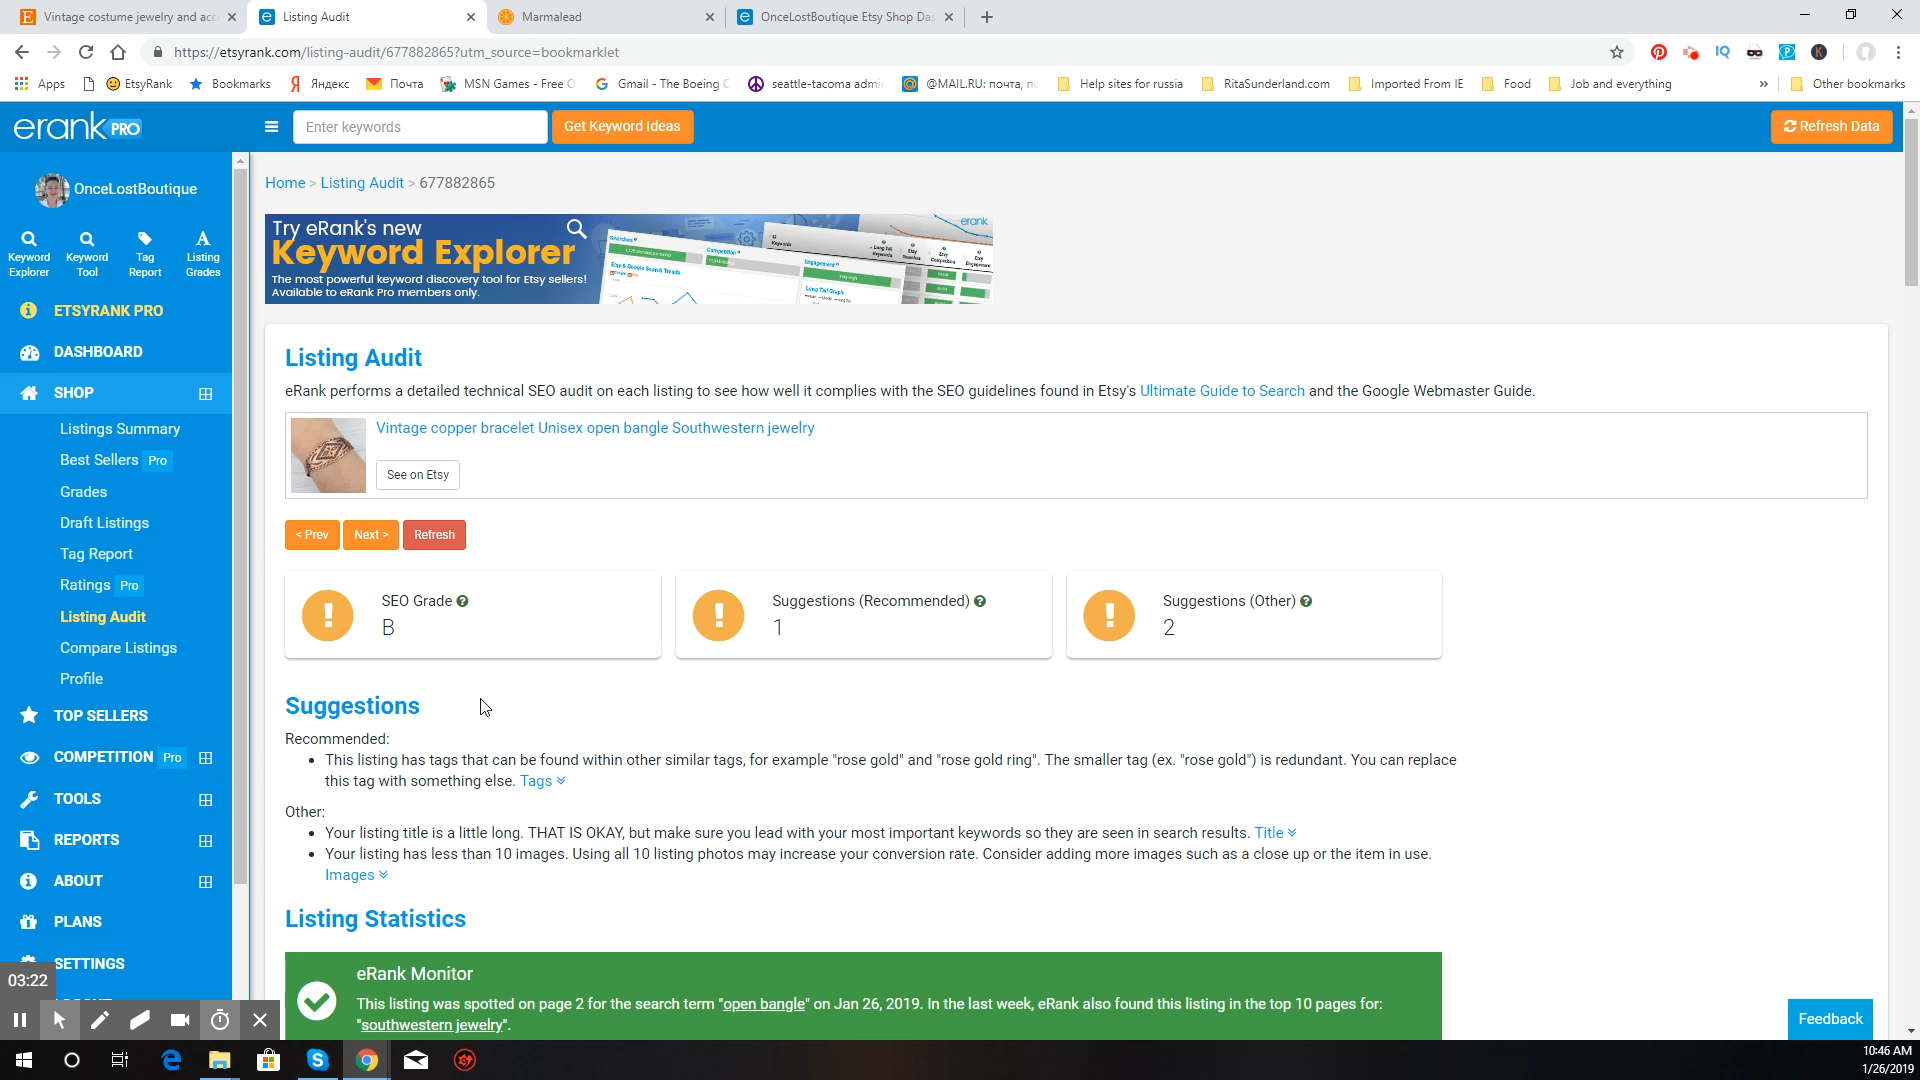 Vintage costume jewelry and acc
Listing Audit
Marmalead
OnceLostBoutique Etsy Shop Das
https://etsyrank.com/listing-audit/677882865?utm_source=bookmarklet
Apps
EtsyRank
Bookmarks
Яндекс
Почта
MSN Games - Free O
Gmail - The Boeing C
seattle-tacoma admi
@MAIL.RU: почта, п
Help sites for russia
RitaSunderland.com
Imported From IE
Food
Job and everything
»
Other bookmarks
erank PRO
Enter keywords
Get Keyword Ideas
Refresh Data
OnceLostBoutique
Keyword Explorer
Keyword Tool
Tag Report
Listing Grades
ETSYRANK PRO
DASHBOARD
SHOP
Listings Summary
Best Sellers Pro
Grades
Draft Listings
Tag Report
Ratings Pro
Listing Audit
Compare Listings
Profile
TOP SELLERS
COMPETITION Pro
TOOLS
REPORTS
ABOUT
PLANS
SETTINGS
03:22
Home > Listing Audit > 677882865
Try eRank's new
Keyword Explorer
The most powerful keyword discovery tool for Etsy sellers!
Available to eRank Pro members only.
erank
Listing Audit
eRank performs a detailed technical SEO audit on each listing to see how well it complies with the SEO guidelines found in Etsy's Ultimate Guide to Search and the Google Webmaster Guide.
Vintage copper bracelet Unisex open bangle Southwestern jewelry
See on Etsy
< Prev
Next >
Refresh
SEO Grade
B
Suggestions (Recommended)
1
Suggestions (Other)
2
Suggestions
Recommended:
• This listing has tags that can be found within other similar tags, for example "rose gold" and "rose gold ring". The smaller tag (ex. "rose gold") is redundant. You can replace
this tag with something else. Tags
Other:
• Your listing title is a little long. THAT IS OKAY, but make sure you lead with your most important keywords so they are seen in search results. Title
• Your listing has less than 10 images. Using all 10 listing photos may increase your conversion rate. Consider adding more images such as a close up or the item in use.
Images
Listing Statistics
eRank Monitor
This listing was spotted on page 2 for the search term "open bangle" on Jan 26, 2019. In the last week, eRank also found this listing in the top 10 pages for:
"southwestern jewelry".
Feedback
10:46 AM
1/26/2019